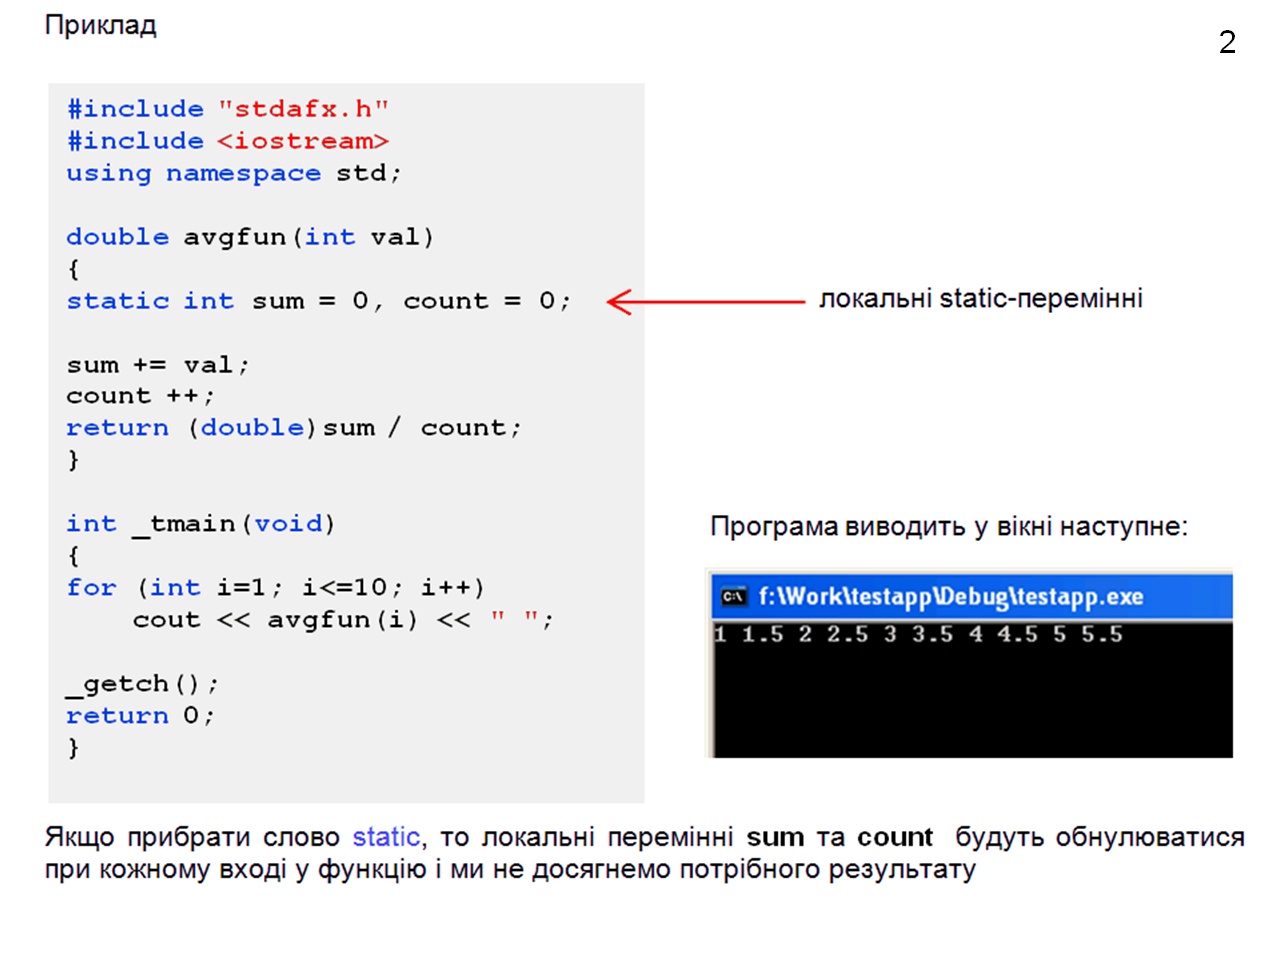 Приклад
2
#include "stdafx.h"
#include <iostream>
using namespace std;
double avgfun(int val)
{
static int sum = 0, count = 0;
локальні static-перемінні
sum += val;
count ++;
return (double)sum / count;
}
int _tmain(void)
{
for (int i=1; i<=10; i++)
cout << avgfun(i) << " ";
_getch();
return 0;
}
Програма виводить у вікні наступне:
C:\ f:\Work\testapp\Debug\testapp.exe
1 1.5 2 2.5 3 3.5 4 4.5 5 5.5
Якщо прибрати слово static, то локальні перемінні sum та count будуть обнулюватися
при кожному вході у функцію і ми не досягнемо потрібного результату